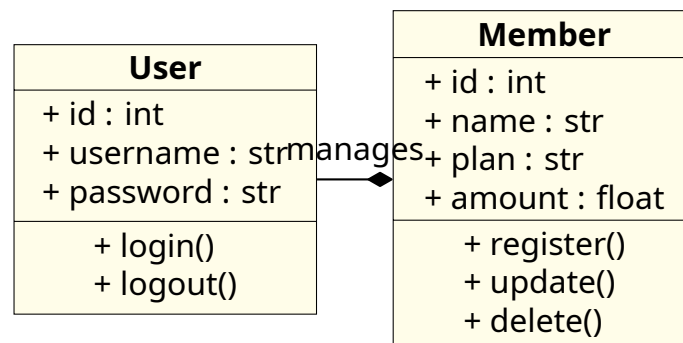 User
+ id : int
+ username : str
+ password : str
+ login()
+ logout()
manages
Member
+ id : int
+ name : str
+ plan : str
+ amount : float
+ register()
+ update()
+ delete()